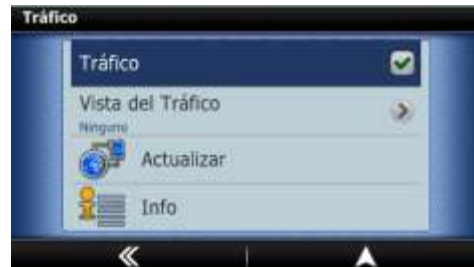 Tráfico
Tráfico
Vista del Tráfico
Ninguno
Actualizar
Info